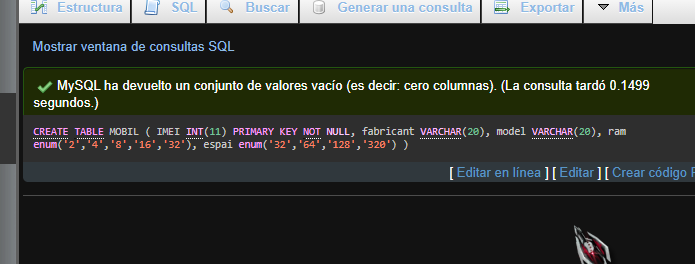 Estructura SQL Buscar Generar una consulta Exportar Más
Mostrar ventana de consultas SQL
MySQL ha devuelto un conjunto de valores vacío (es decir: cero columnas). (La consulta tardó 0.1499
segundos.)
CREATE TABLE MOBIL ( IMEI INT(11) PRIMARY KEY NOT NULL, fabricant VARCHAR(20), model VARCHAR(20), ram
enum('2','4','8','16','32'), espai enum('32','64','128','320') )
[ Editar en línea ] [ Editar ] [ Crear código